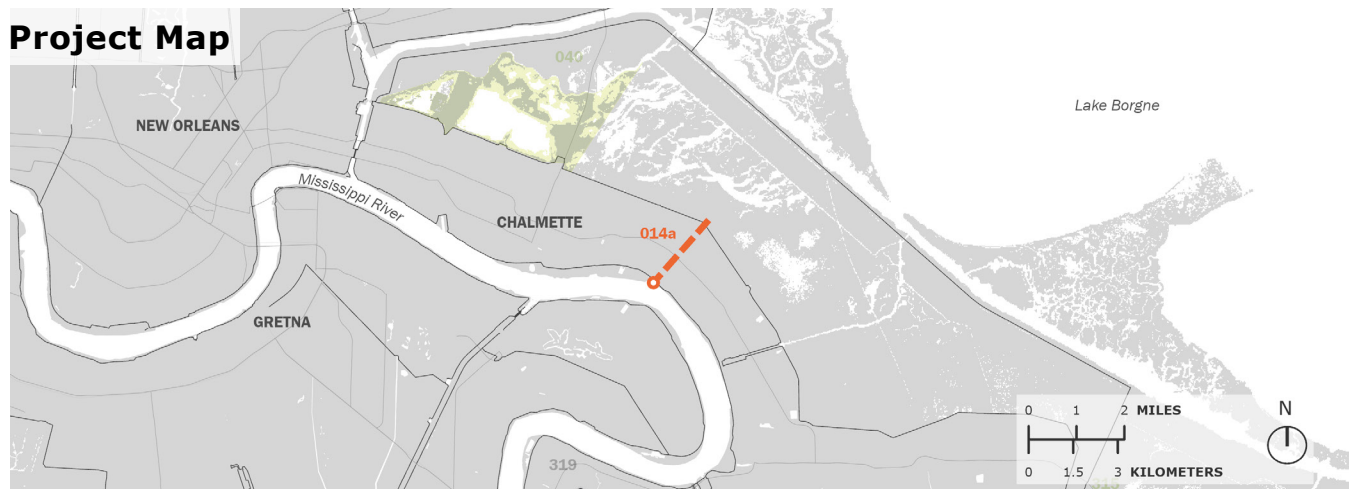 Project Map
049
NEW ORLEANS
Lake Borgne
Mississippi River
CHALMETTE
014a
GRETNA
0 1 2 MILES
N
319
0 1.5 3 KILOMETERS